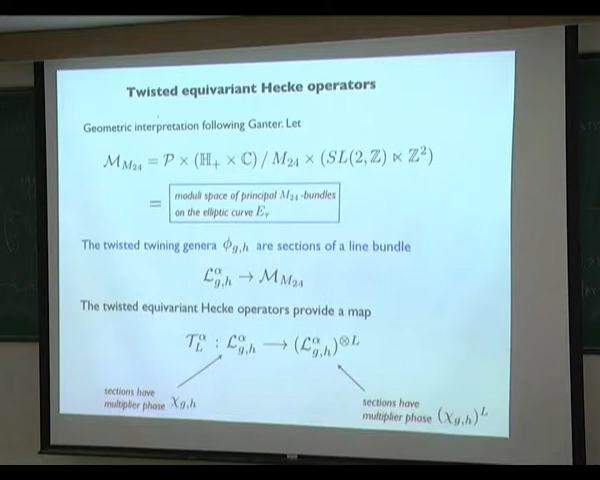 Twisted equivariant Hecke operators
Geometric interpretation following Ganter. Let
$\mathcal{M}_{M_{24}} = \mathcal{P} \times (\mathbb{H}_+ \times \mathbb{C}) / M_{24} \times (SL(2,\mathbb{Z}) \ltimes \mathbb{Z}^2)$
= moduli space of principal $M_{24}$-bundles
on the elliptic curve $E_\tau$
The twisted twining genera $\phi_{g,h}$ are sections of a line bundle
$\mathcal{L}^{\alpha}_{g,h} \to \mathcal{M}_{M_{24}}$
The twisted equivariant Hecke operators provide a map
$\mathcal{T}^{\alpha}_{L} : \mathcal{L}^{\alpha}_{g,h} \longrightarrow (\mathcal{L}^{\alpha}_{g,h})^{\otimes L}$
sections have
multiplier phase $\chi_{g,h}$
sections have
multiplier phase $(\chi_{g,h})^L$